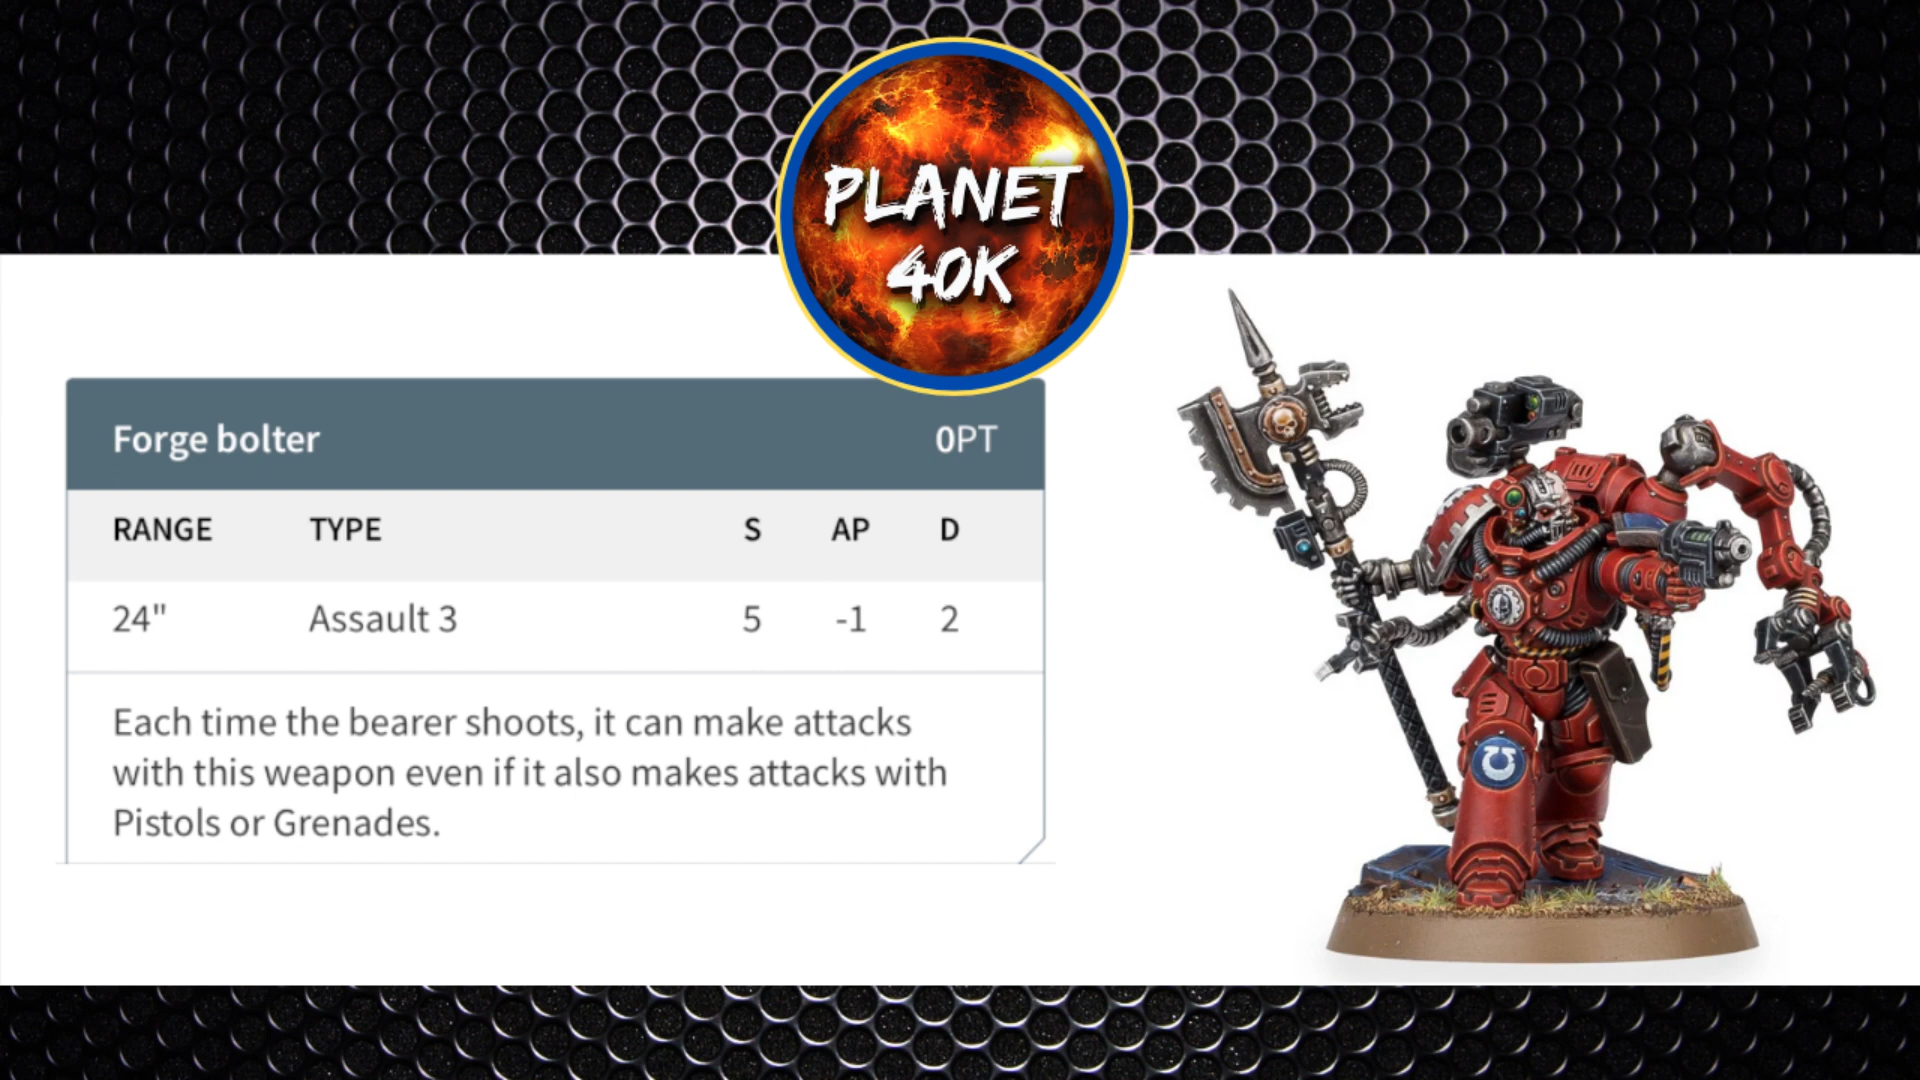 PLANET
40K
Forge bolter 0PT
RANGE TYPE S AP D
24" Assault 3 5 -1 2
Each time the bearer shoots, it can make attacks
with this weapon even if it also makes attacks with
Pistols or Grenades.